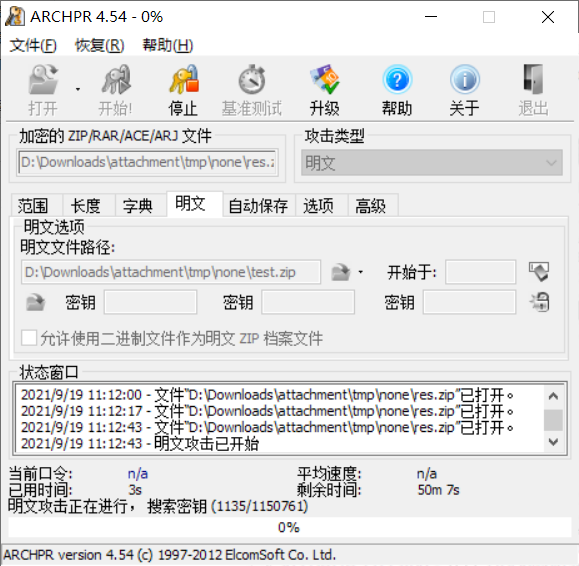 ARCHPR 4.54 - 0%
文件(F) 恢复(R) 帮助(H)
打开 开始! 停止 基准测试 升级 帮助 关于 退出
加密的 ZIP/RAR/ACE/ARJ 文件 攻击类型
D:\Downloads\attachment\tmp\none\res.z 明文
范围 长度 字典 明文 自动保存 选项 高级
明文选项
明文文件路径:
D:\Downloads\attachment\tmp\none\test.zip 开始于:
密钥 密钥 密钥
允许使用二进制文件作为明文 ZIP 档案文件
状态窗口
2021/9/19 11:12:00 - 文件“D:\Downloads\attachment\tmp\none\res.zip”已打开。
2021/9/19 11:12:17 - 文件“D:\Downloads\attachment\tmp\none\res.zip”已打开。
2021/9/19 11:12:43 - 文件“D:\Downloads\attachment\tmp\none\res.zip”已打开。
2021/9/19 11:12:43 - 明文攻击已开始
当前口令: n/a 平均速度: n/a
已用时间: 3s 剩余时间: 50m 7s
明文攻击正在进行， 搜索密钥 (1135/1150761)
0%
ARCHPR version 4.54 (c) 1997-2012 ElcomSoft Co. Ltd.